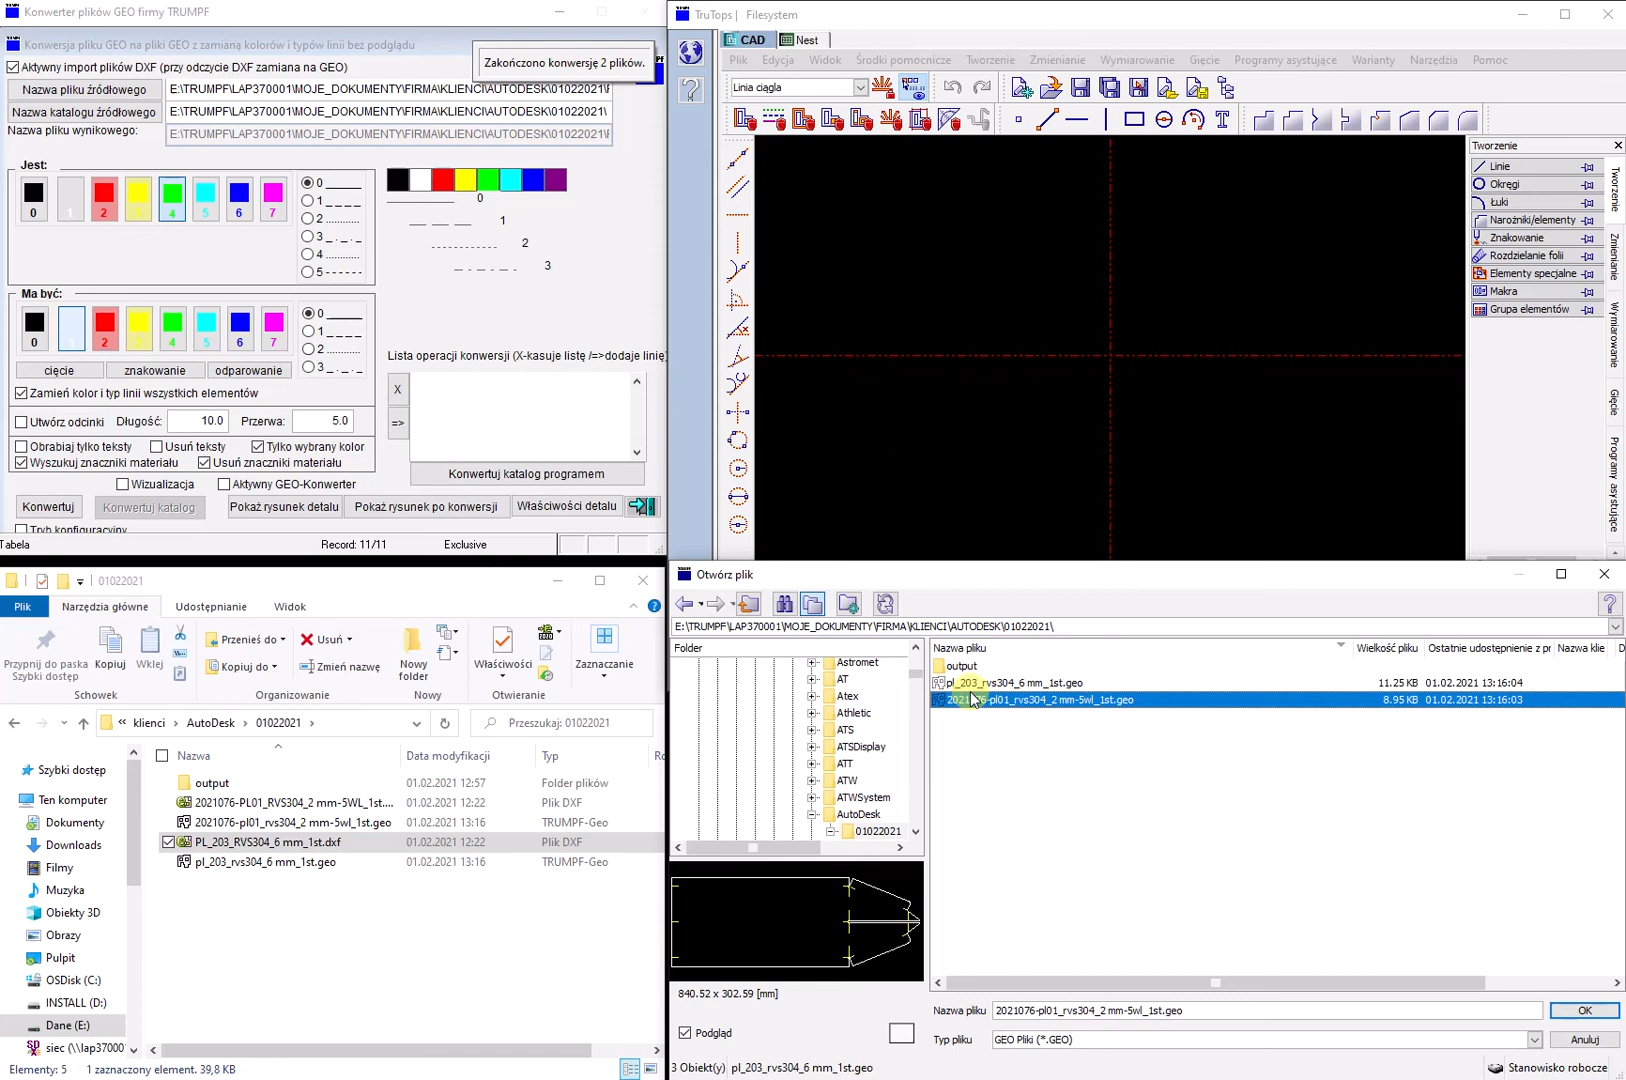 Konwerter plików GEO firmy TRUMPF
Konwersja pliku GEO na pliki GEO z zamianą kolorów i typów linii bez podglądu
Zakończono konwersję 2 plików.
Aktywny import plików DXF (przy odczycie DXF zamiana na GEO)
Nazwa pliku źródłowego
E:\TRUMPF\LAP370001\MOJE_DOKUMENTY\FIRMA\KLIENCI\AUTODESK\01022021\
Nazwa katalogu źródłowego
E:\TRUMPF\LAP370001\MOJE_DOKUMENTY\FIRMA\KLIENCI\AUTODESK\01022021\
Nazwa pliku wynikowego:
E:\TRUMPF\LAP370001\MOJE_DOKUMENTY\FIRMA\KLIENCI\AUTODESK\01022021\
Jest:
0 1 2 3 4 5 6 7
0
1
2
3
4
5
0
1
2
3
Ma być:
0 1 2 3 4 5 6 7
0
1
2
3
cięcie
znakowanie
odparowanie
Zamień kolor i typ linii wszystkich elementów
Utwórz odcinki Długość: 10.0 Przerwa: 5.0
Obrabiaj tylko teksty Usuń teksty Tylko wybrany kolor
Wyszukuj znaczniki materiału Usuń znaczniki materiału
Wizualizacja Aktywny GEO-Konwerter
Lista operacji konwersji (X-kasuje listę /=>dodaje linię)
X
=>
Konwertuj katalog programem
Konwertuj
Konwertuj katalog
Pokaż rysunek detalu
Pokaż rysunek po konwersji
Właściwości detalu
Tryb konfiguracyjny
Tabela Record: 11/11 Exclusive
TruTops | Filesystem
CAD Nest
Plik Edycja Widok Środki pomocnicze Tworzenie Zmienianie Wymiarowanie Gięcie Programy asystujące Warianty Narzędzia Pomoc
Linia ciągła
Tworzenie
Linie
Okręgi
Łuki
Narożniki/elementy
Znakowanie
Rozdzielanie folii
Elementy specjalne
Makra
Grupa elementów
Tworzenie
Zmienianie
Wymiarowanie
Gięcie
Programy asystujące
01022021
Plik Narzędzia główne Udostępnianie Widok
Przypnij do paska Szybki dostęp
Kopiuj
Wklej
Przenieś do
Kopiuj do
Usuń
Zmień nazwę
Nowy folder
Właściwości
Zaznaczanie
Schowek Organizowanie Nowy Otwieranie
« klienci › AutoDesk › 01022021 ›
Przeszukaj: 01022021
Nazwa Data modyfikacji Typ Ro
output 01.02.2021 12:57 Folder plików
2021076-PL01_RVS304_2 mm-5WL_1st.... 01.02.2021 12:22 Plik DXF
2021076-pl01_rvs304_2 mm-5wl_1st.geo 01.02.2021 13:16 TRUMPF-Geo
PL_203_RVS304_6 mm_1st.dxf 01.02.2021 12:22 Plik DXF
pl_203_rvs304_6 mm_1st.geo 01.02.2021 13:16 TRUMPF-Geo
Szybki dostęp
Ten komputer
Dokumenty
Downloads
Filmy
Muzyka
Obiekty 3D
Obrazy
Pulpit
OSDisk (C:)
INSTALL (D:)
Dane (E:)
siec (\\lap37000
Elementy: 5 1 zaznaczony element. 39,8 KB
Otwórz plik
E:\TRUMPF\LAP370001\MOJE_DOKUMENTY\FIRMA\KLIENCI\AUTODESK\01022021\
Folder
Astromet
AT
Atex
Athletic
ATS
ATSDisplay
ATT
ATW
ATWSystem
AutoDesk
01022021
Nazwa pliku Wielkość pliku Ostatnie udostępnienie z pr Nazwa klie D
output
pl_203_rvs304_6 mm_1st.geo 11.25 KB 01.02.2021 13:16:04
2021076-pl01_rvs304_2 mm-5wl_1st.geo 8.95 KB 01.02.2021 13:16:03
840.52 x 302.59 [mm]
Podgląd
Nazwa pliku 2021076-pl01_rvs304_2 mm-5wl_1st.geo OK
Typ pliku GEO Pliki (*.GEO) Anuluj
3 Obiekt(y) pl_203_rvs304_6 mm_1st.geo Stanowisko robocze